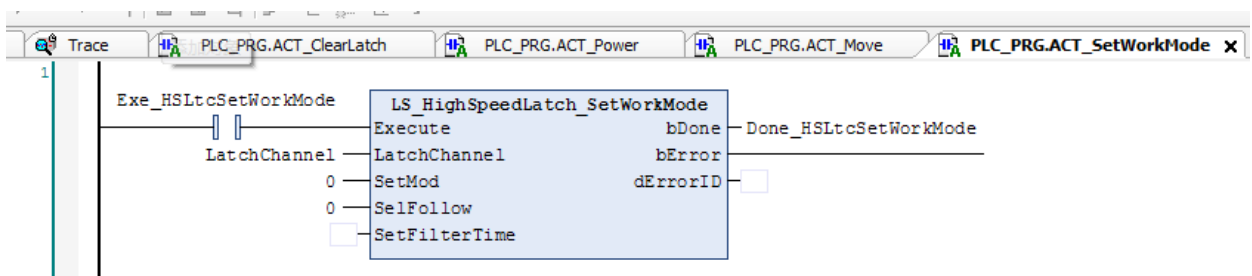 Trace PLC_PRG.ACT_ClearLatch PLC_PRG.ACT_Power PLC_PRG.ACT_Move PLC_PRG.ACT_SetWorkMode x
1
Exe_HSLtcSetWorkMode LS_HighSpeedLatch_SetWorkMode
Execute bDone Done_HSLtcSetWorkMode
LatchChannel LatchChannel bError
0 SetMod dErrorID
0 SelFollow
SetFilterTime